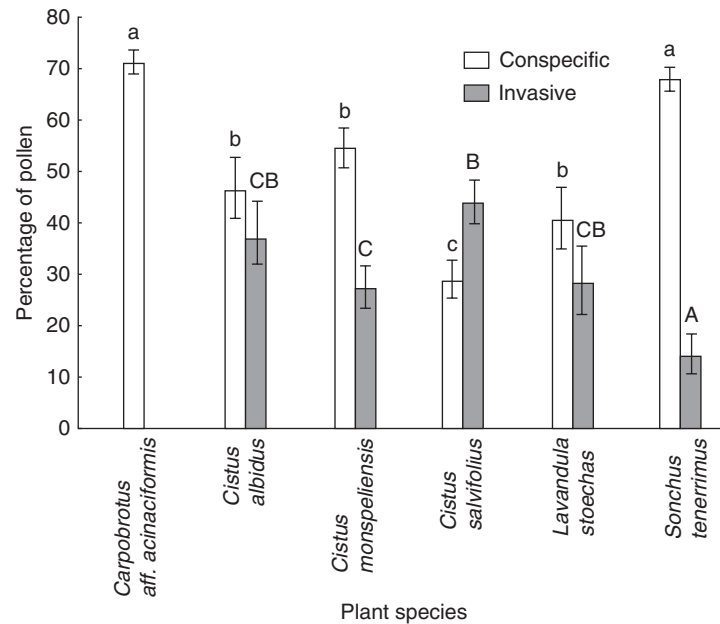 80
70
60
50
40
30
20
10
0
Percentage of pollen
Conspecific
Invasive
a
b
CB
b
C
c
B
b
CB
a
A
Carpobrotus
aff. acinaciformis
Cistus
albidus
Cistus
monspeliensis
Cistus
salvifolius
Lavandula
stoechas
Sonchus
tenerrimus
Plant species